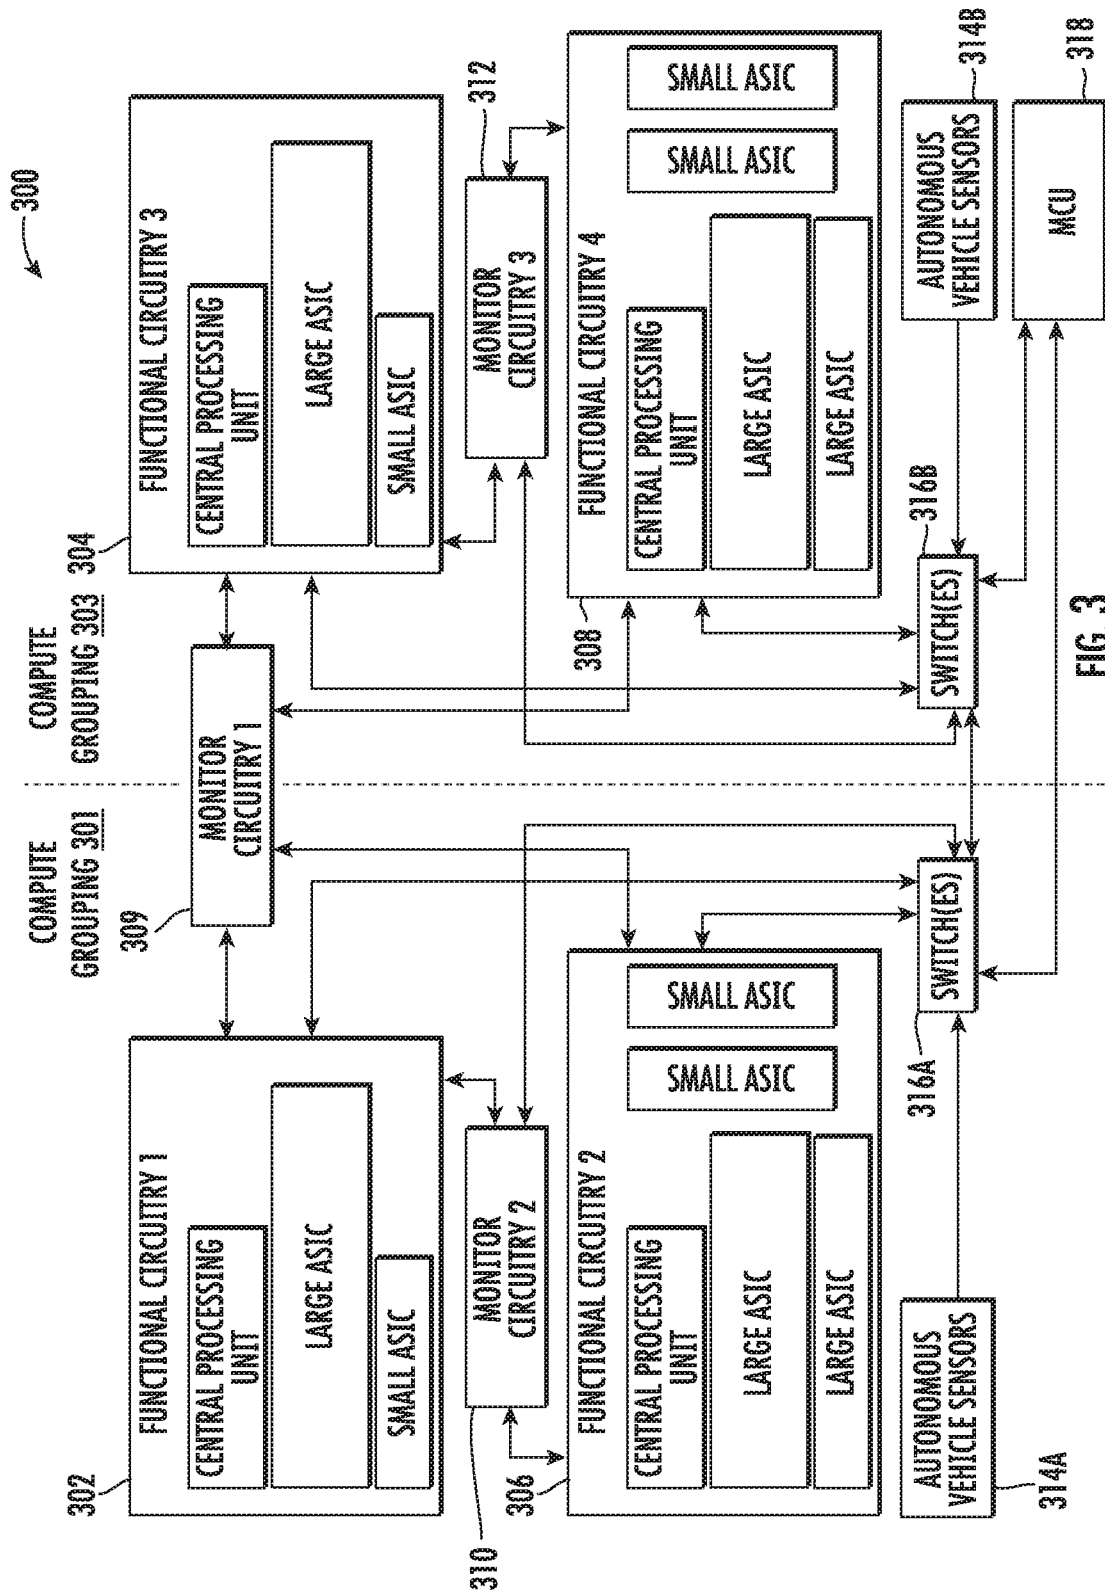 300
COMPUTE
GROUPING 301
COMPUTE
GROUPING 303
302
FUNCTIONAL CIRCUITRY 1
CENTRAL PROCESSING
UNIT
LARGE ASIC
SMALL ASIC
309
MONITOR
CIRCUITRY 1
304
FUNCTIONAL CIRCUITRY 3
CENTRAL PROCESSING
UNIT
LARGE ASIC
SMALL ASIC
310
MONITOR
CIRCUITRY 2
312
MONITOR
CIRCUITRY 3
306
FUNCTIONAL CIRCUITRY 2
CENTRAL PROCESSING
UNIT
LARGE ASIC
LARGE ASIC
SMALL ASIC
SMALL ASIC
308
FUNCTIONAL CIRCUITRY 4
CENTRAL PROCESSING
UNIT
LARGE ASIC
LARGE ASIC
SMALL ASIC
SMALL ASIC
314A
AUTONOMOUS
VEHICLE SENSORS
316A
SWITCH(ES)
316B
SWITCH(ES)
314B
AUTONOMOUS
VEHICLE SENSORS
318
MCU
FIG. 3